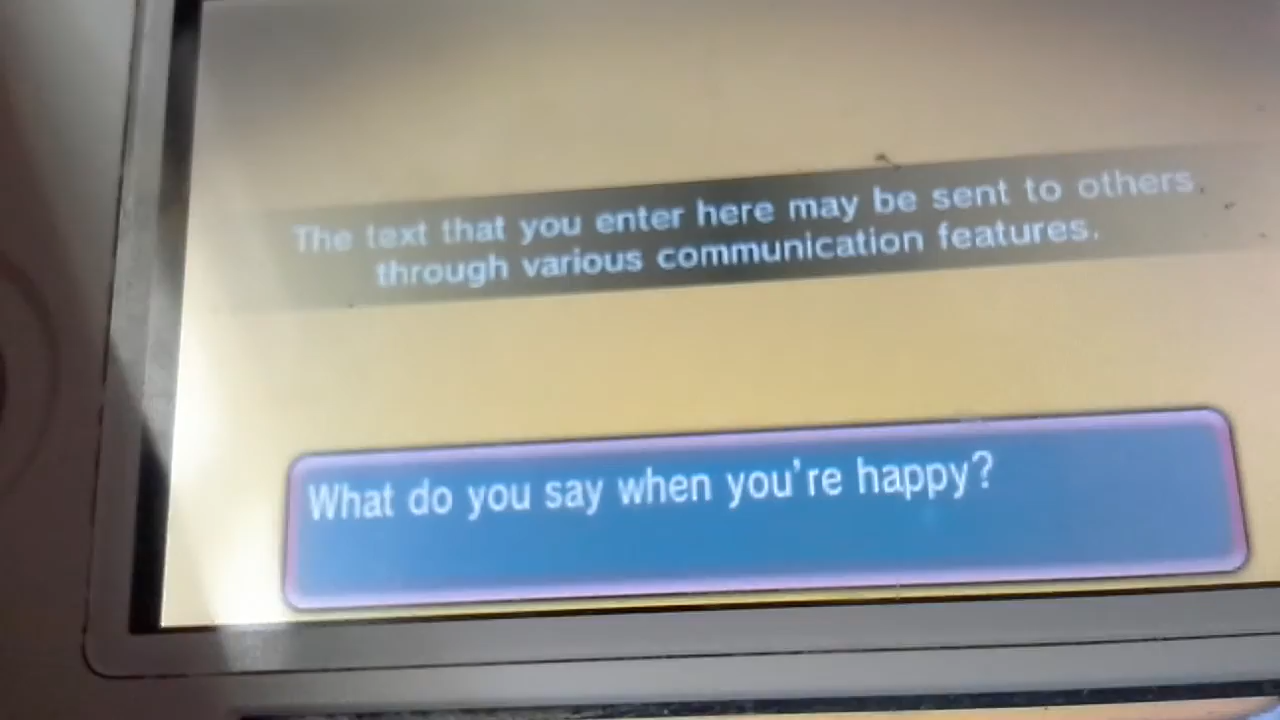 The text that you enter here may be sent to others
through various communication features.
What do you say when you're happy?